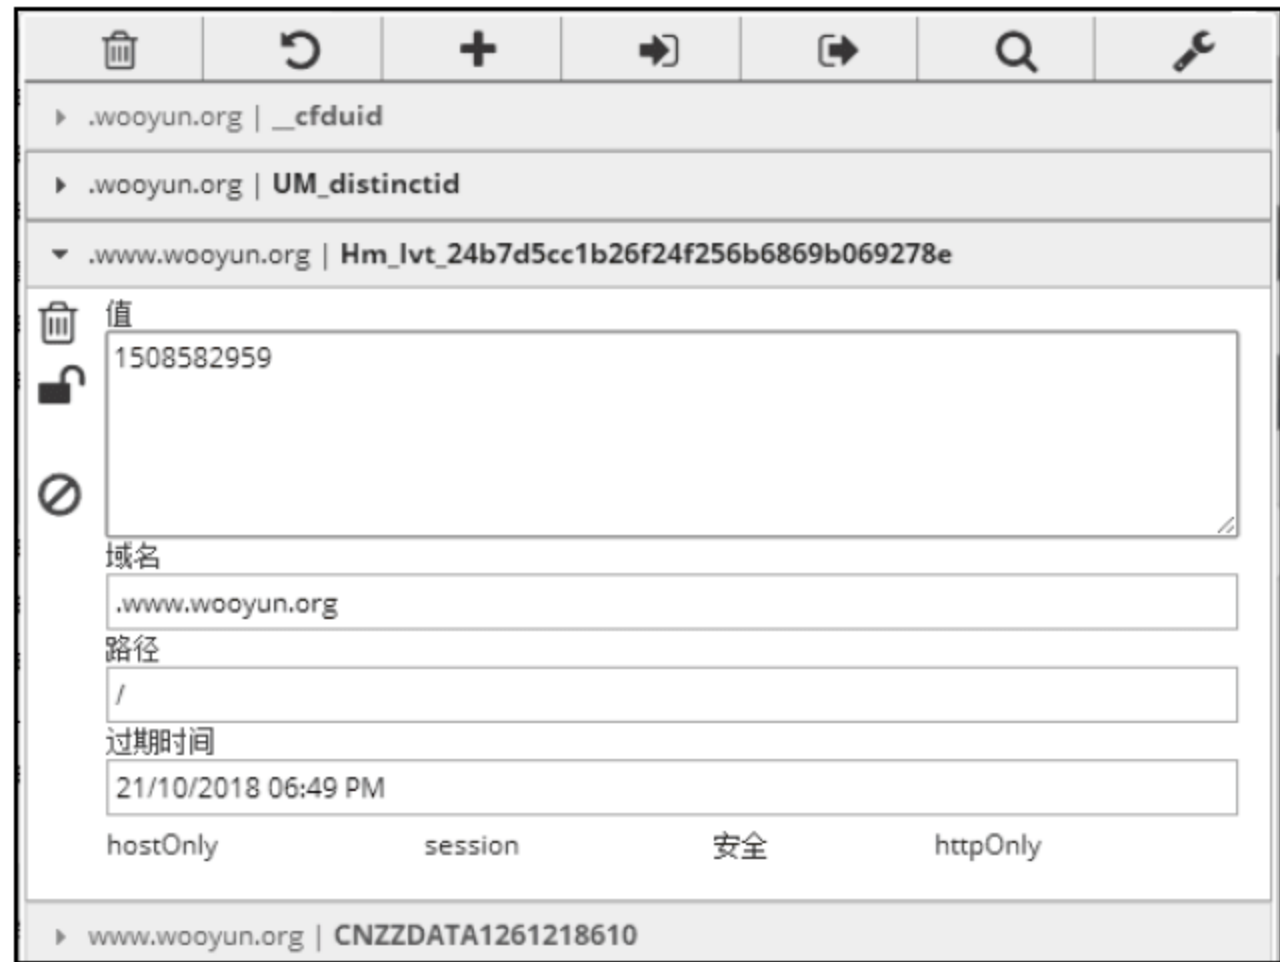 .wooyun.org | __cfduid
.wooyun.org | UM_distinctid
.www.wooyun.org | Hm_lvt_24b7d5cc1b26f24f256b6869b069278e
值
1508582959
域名
.www.wooyun.org
路径
/
过期时间
21/10/2018 06:49 PM
hostOnly session 安全 httpOnly
www.wooyun.org | CNZZDATA1261218610